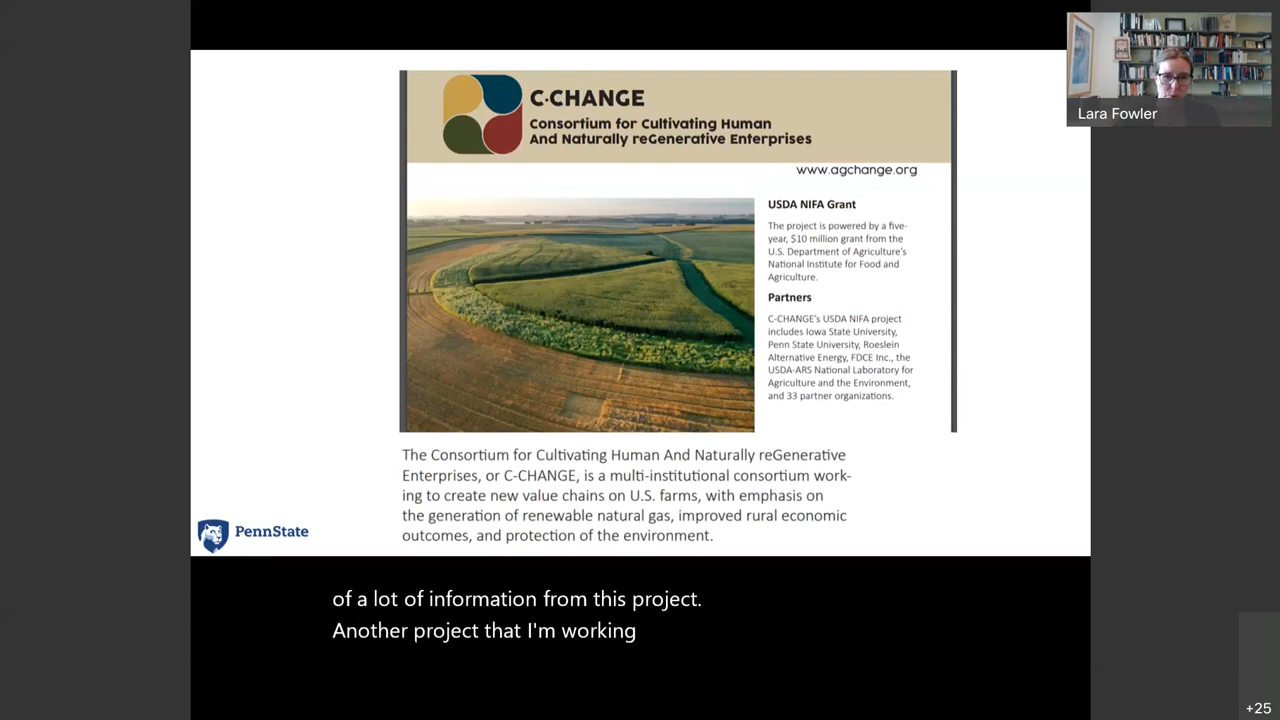 C·CHANGE
Consortium for Cultivating Human
And Naturally reGenerative Enterprises
www.agchange.org
USDA NIFA Grant
The project is powered by a five-
year, $10 million grant from the
U.S. Department of Agriculture's
National Institute for Food and
Agriculture.
Partners
C-CHANGE's USDA NIFA project
includes Iowa State University,
Penn State University, Roeslein
Alternative Energy, FDCE Inc., the
USDA-ARS National Laboratory for
Agriculture and the Environment,
and 33 partner organizations.
The Consortium for Cultivating Human And Naturally reGenerative
Enterprises, or C-CHANGE, is a multi-institutional consortium work-
ing to create new value chains on U.S. farms, with emphasis on
the generation of renewable natural gas, improved rural economic
outcomes, and protection of the environment.
PennState
Lara Fowler
of a lot of information from this project.
Another project that I'm working
+25